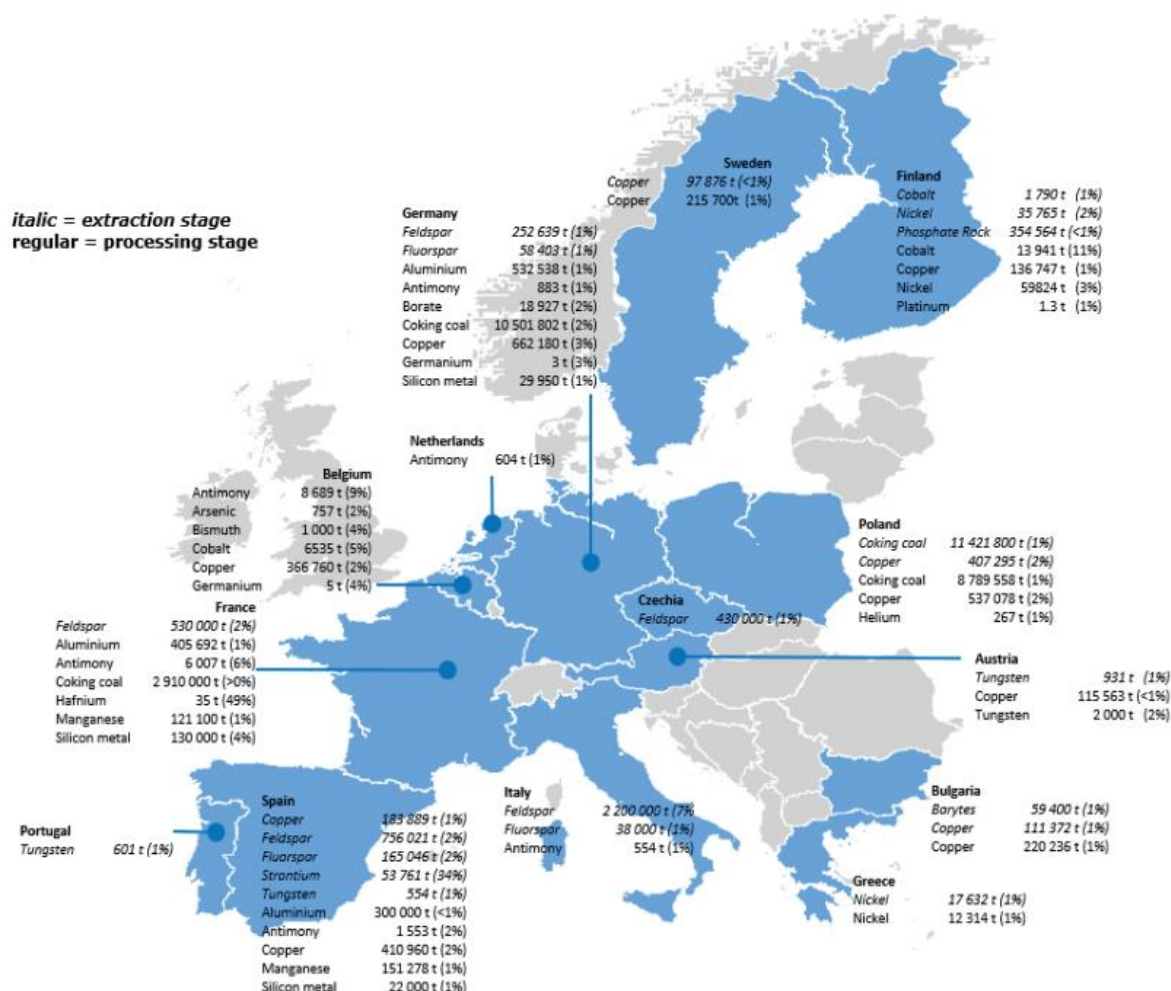 italic = extraction stage
regular = processing stage
Sweden
Copper 97 876 t (<1%)
Copper 215 700t (1%)
Finland
Cobalt 1 790 t (1%)
Nickel 35 765 t (2%)
Phosphate Rock 354 564 t (<1%)
Cobalt 13 941 t (11%)
Copper 136 747 t (1%)
Nickel 59824 t (3%)
Platinum 1.3 t (1%)
Germany
Feldspar 252 639 t (1%)
Fluorspar 58 403 t (1%)
Aluminium 532 538 t (1%)
Antimony 883 t (1%)
Borate 18 927 t (2%)
Coking coal 10 501 802 t (2%)
Copper 662 180 t (3%)
Germanium 3 t (3%)
Silicon metal 29 950 t (1%)
Netherlands
Antimony 604 t (1%)
Belgium
Antimony 8 689 t (9%)
Arsenic 757 t (2%)
Bismuth 1 000 t (4%)
Cobalt 6535 t (5%)
Copper 366 760 t (2%)
Germanium 5 t (4%)
France
Feldspar 530 000 t (2%)
Aluminium 405 692 t (1%)
Antimony 6 007 t (6%)
Coking coal 2 910 000 t (>0%)
Hafnium 35 t (49%)
Manganese 121 100 t (1%)
Silicon metal 130 000 t (4%)
Poland
Coking coal 11 421 800 t (1%)
Copper 407 295 t (2%)
Coking coal 8 789 558 t (1%)
Copper 537 078 t (2%)
Helium 267 t (1%)
Czechia
Feldspar 430 000 t (1%)
Austria
Tungsten 931 t (1%)
Copper 115 563 t (<1%)
Tungsten 2 000 t (2%)
Portugal
Tungsten 601 t (1%)
Spain
Copper 183 889 t (1%)
Feldspar 756 021 t (2%)
Fluorspar 165 046 t (2%)
Strontium 53 761 t (34%)
Tungsten 554 t (1%)
Aluminium 300 000 t (<1%)
Antimony 1 553 t (2%)
Copper 410 960 t (2%)
Manganese 151 278 t (1%)
Silicon metal 22 000 t (1%)
Italy
Feldspar 2 200 000 t (7%
Fluorspar 38 000 t (1%)
Antimony 554 t (1%)
Bulgaria
Barytes 59 400 t (1%)
Copper 111 372 t (1%)
Copper 220 236 t (1%)
Greece
Nickel 17 632 t (1%)
Nickel 12 314 t (1%)